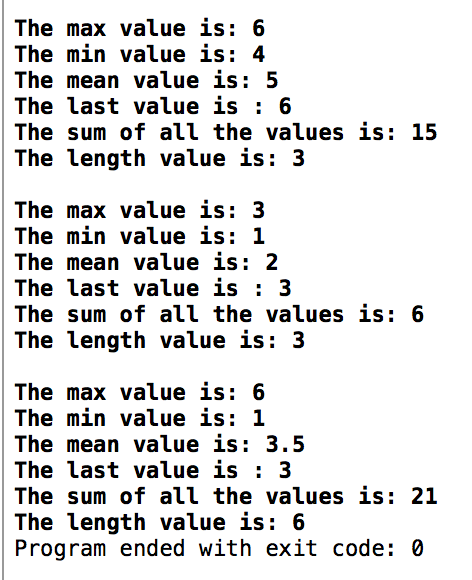 The max value is: 6
The min value is: 4
The mean value is: 5
The last value is : 6
The sum of all the values is: 15
The length value is: 3
The max value is: 3
The min value is: 1
The mean value is: 2
The last value is : 3
The sum of all the values is: 6
The length value is: 3
The max value is: 6
The min value is: 1
The mean value is: 3.5
The last value is : 3
The sum of all the values is: 21
The length value is: 6
Program ended with exit code: 0